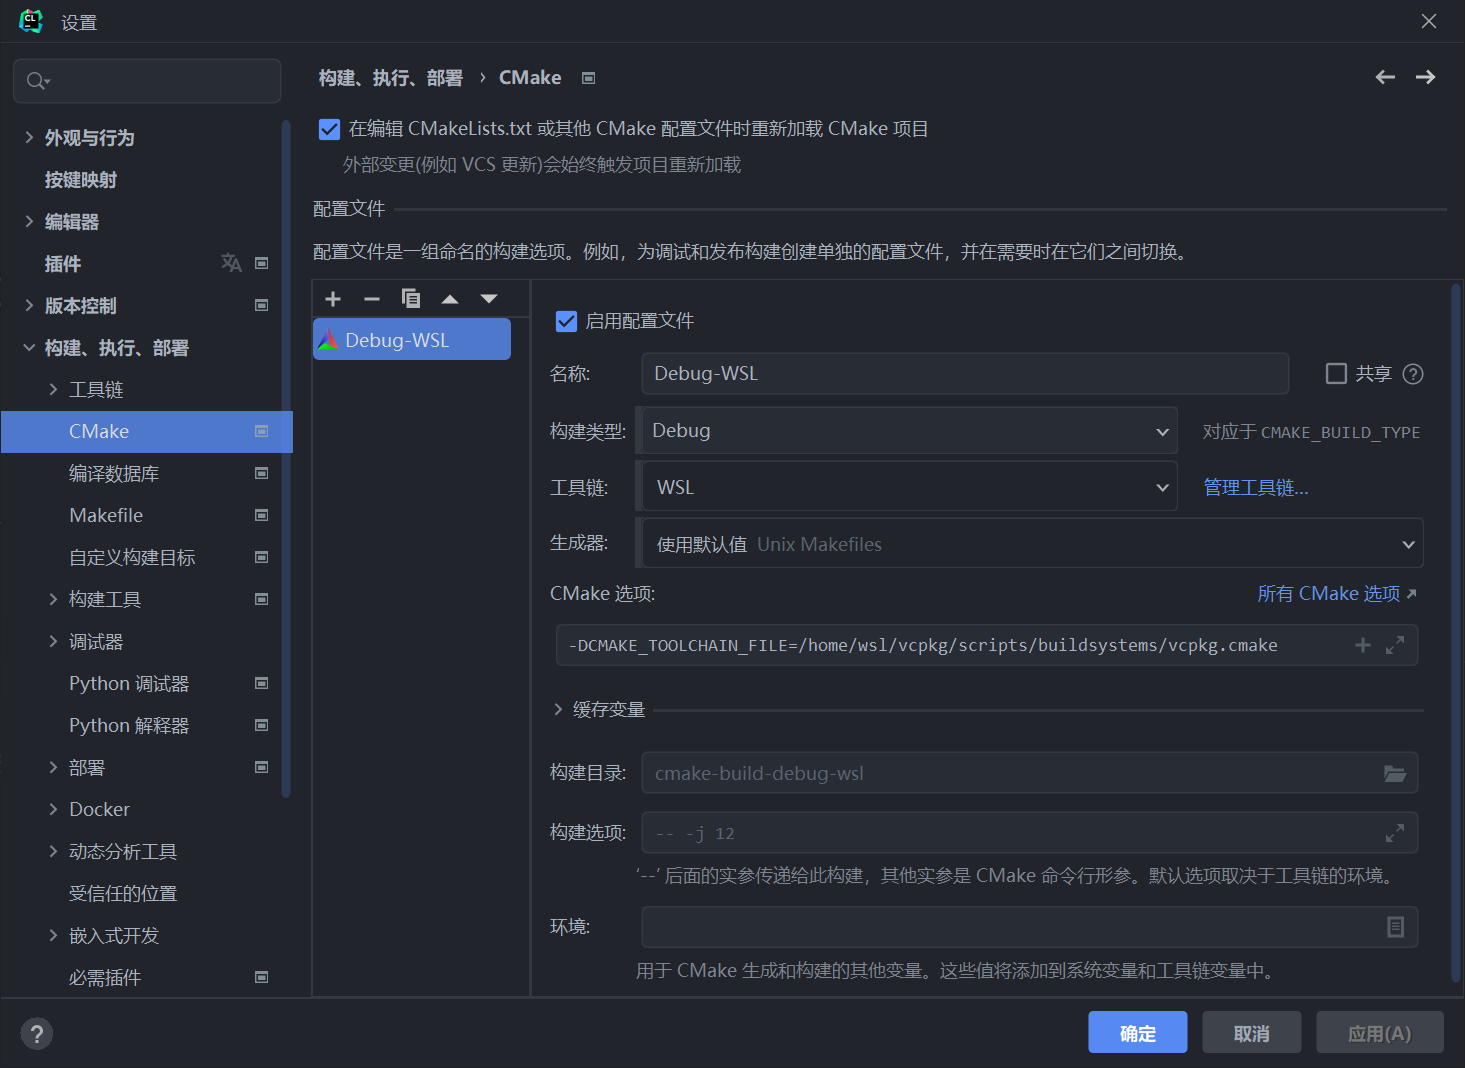 设置
构建、执行、部署 › CMake
在编辑 CMakeLists.txt 或其他 CMake 配置文件时重新加载 CMake 项目
外部变更(例如 VCS 更新)会始终触发项目重新加载
配置文件
配置文件是一组命名的构建选项。例如，为调试和发布构建创建单独的配置文件，并在需要时在它们之间切换。
外观与行为
按键映射
编辑器
插件
版本控制
构建、执行、部署
工具链
CMake
编译数据库
Makefile
自定义构建目标
构建工具
调试器
Python 调试器
Python 解释器
部署
Docker
动态分析工具
受信任的位置
嵌入式开发
必需插件
Debug-WSL
启用配置文件
名称: Debug-WSL 共享
构建类型: Debug 对应于 CMAKE_BUILD_TYPE
工具链: WSL 管理工具链...
生成器: 使用默认值 Unix Makefiles
CMake 选项: 所有 CMake 选项
-DCMAKE_TOOLCHAIN_FILE=/home/wsl/vcpkg/scripts/buildsystems/vcpkg.cmake
缓存变量
构建目录: cmake-build-debug-wsl
构建选项: -- -j 12
‘--’ 后面的实参传递给此构建，其他实参是 CMake 命令行形参。默认选项取决于工具链的环境。
环境:
用于 CMake 生成和构建的其他变量。这些值将添加到系统变量和工具链变量中。
确定 取消 应用(A)